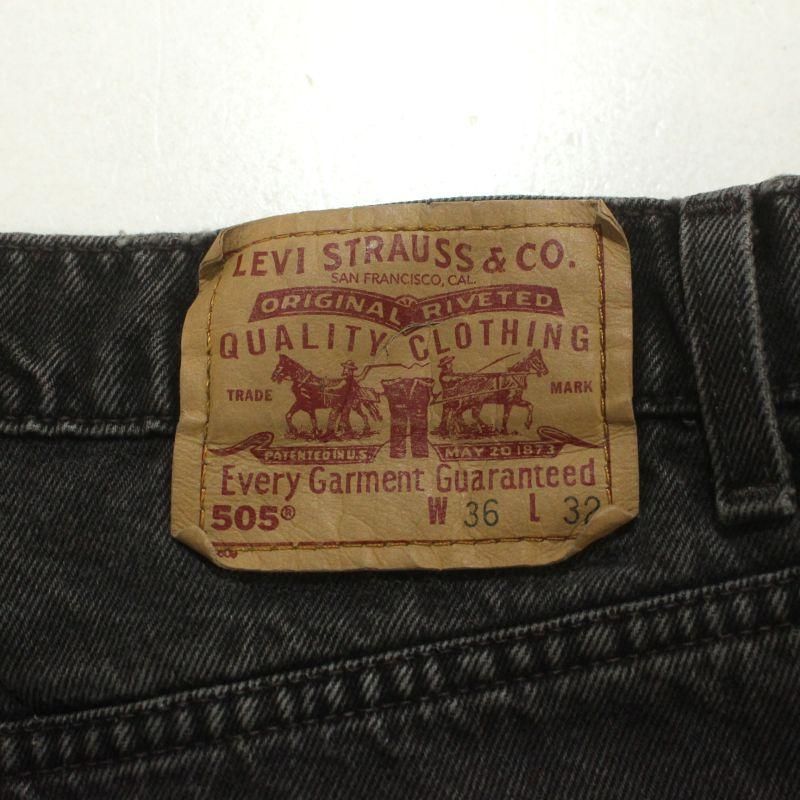 LEVI STRAUSS & CO.
SAN FRANCISCO, CAL.
ORIGINAL RIVETED
QUALITY CLOTHING
TRADE MARK
PATENTED IN U.S. MAY 20 1873
Every Garment Guaranteed
505® W 36 L 32